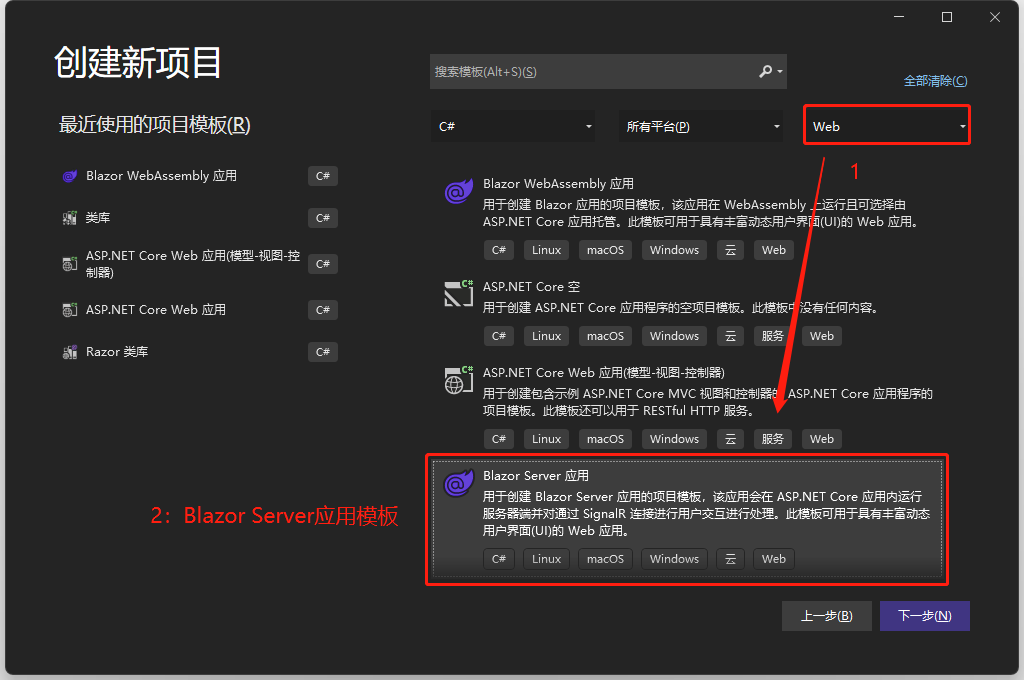 创建新项目
搜索模板(Alt+S)(S)
全部清除(C)
最近使用的项目模板(R)
C#
所有平台(P)
Web
1
Blazor WebAssembly 应用
C#
类库
C#
ASP.NET Core Web 应用(模型-视图-控
制器)
C#
ASP.NET Core Web 应用
C#
Razor 类库
C#
Blazor WebAssembly 应用
用于创建 Blazor 应用的项目模板，该应用在 WebAssembly 上运行且可选择由
ASP.NET Core 应用托管。此模板可用于具有丰富动态用户界面(UI)的 Web 应用。
C# Linux macOS Windows 云 Web
ASP.NET Core 空
用于创建 ASP.NET Core 应用程序的空项目模板。此模板中没有任何内容。
C# Linux macOS Windows 云 服务 Web
ASP.NET Core Web 应用(模型-视图-控制器)
用于创建包含示例 ASP.NET Core MVC 视图和控制器的 ASP.NET Core 应用程序的
项目模板。此模板还可以用于 RESTful HTTP 服务。
C# Linux macOS Windows 云 服务 Web
Blazor Server 应用
用于创建 Blazor Server 应用的项目模板，该应用会在 ASP.NET Core 应用内运行
服务器端并对通过 SignalR 连接进行用户交互进行处理。此模板可用于具有丰富动态
用户界面(UI)的 Web 应用。
C# Linux macOS Windows 云 Web
2：Blazor Server应用模板
上一步(B)
下一步(N)